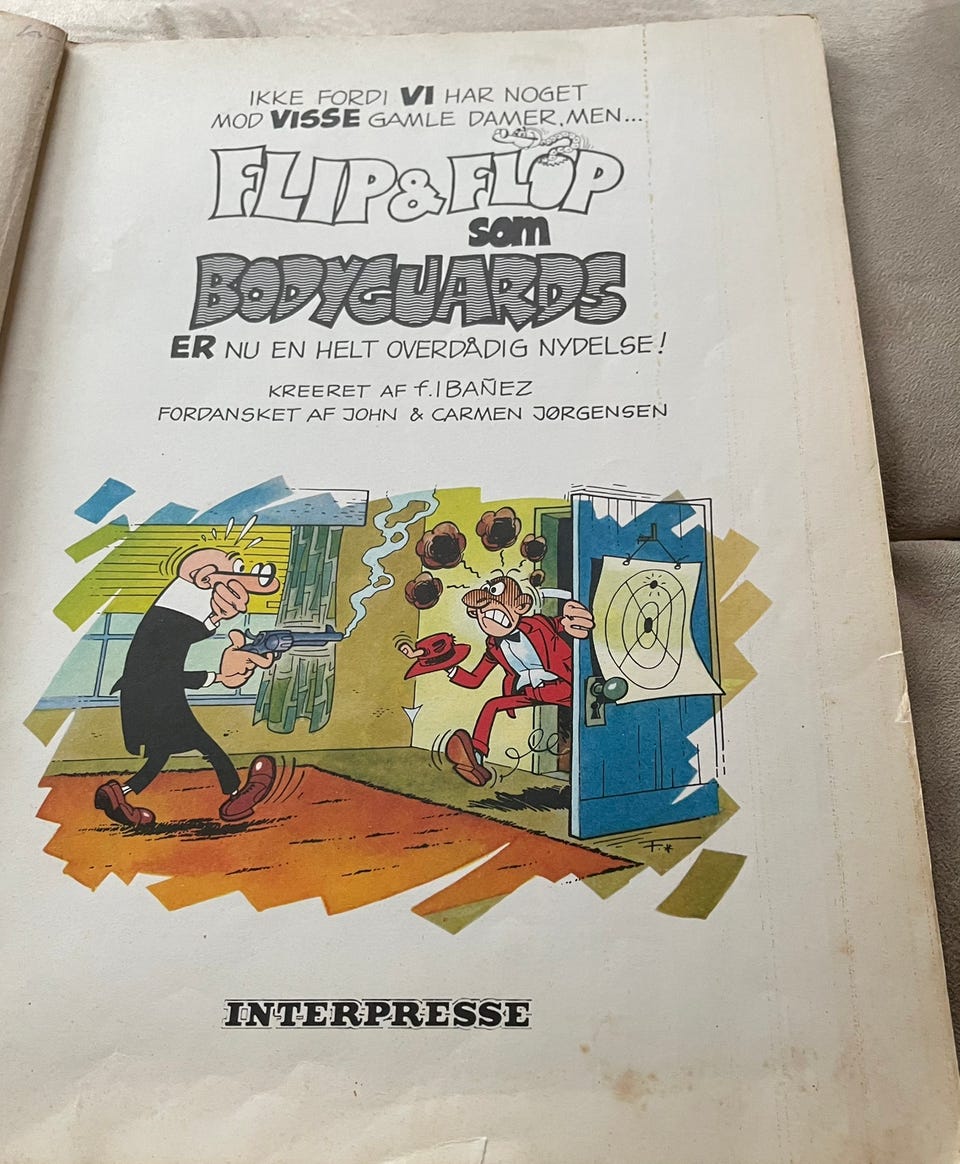 IKKE FORDI VI HAR NOGET
MOD VISSE GAMLE DAMER, MEN...
FLIP & FLOP
som
BODYGUARDS
ER NU EN HELT OVERDÅDIG NYDELSE!
KREERET AF F. IBAÑEZ
FORDANSKET AF JOHN & CARMEN JØRGENSEN
F.*
INTERPRESSE